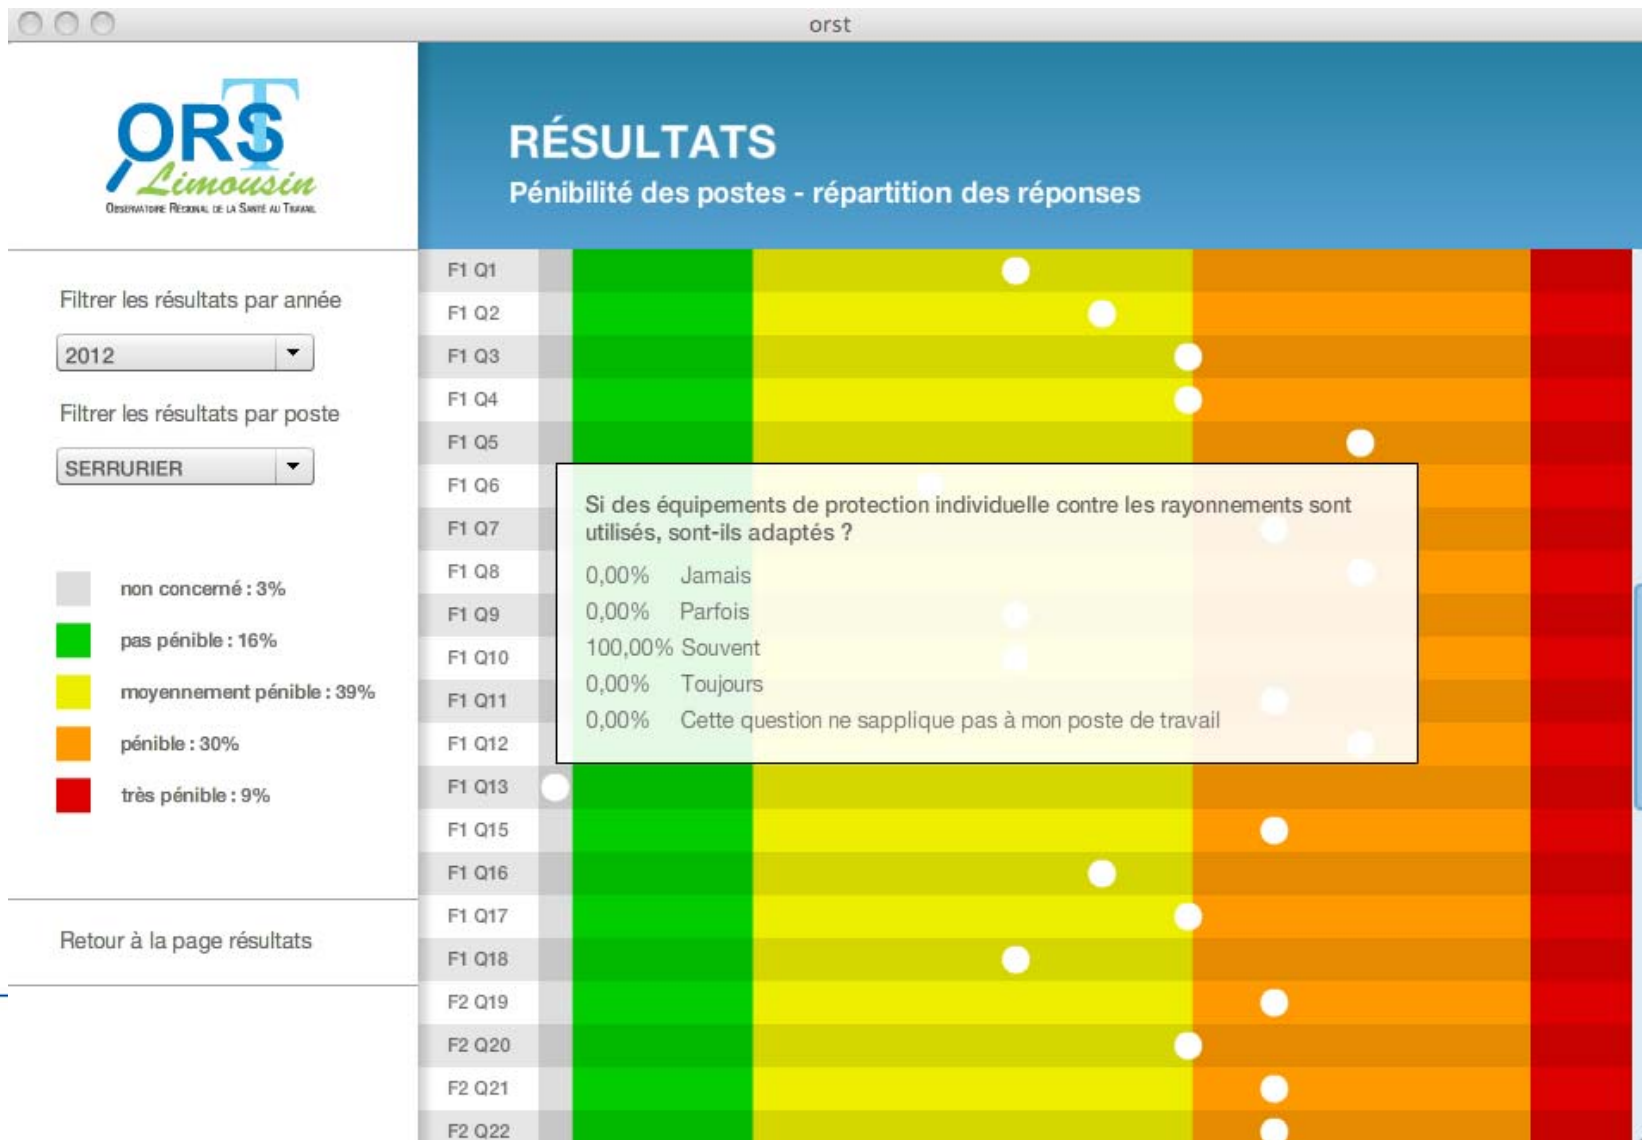 orst
ORST
Limousin
OBSERVATOIRE RÉGIONAL DE LA SANTÉ AU TRAVAIL
RÉSULTATS
Pénibilité des postes - répartition des réponses
Filtrer les résultats par année
2012
Filtrer les résultats par poste
SERRURIER
non concerné : 3%
pas pénible : 16%
moyennement pénible : 39%
pénible : 30%
très pénible : 9%
Retour à la page résultats
F1 Q1
F1 Q2
F1 Q3
F1 Q4
F1 Q5
F1 Q6
F1 Q7
F1 Q8
F1 Q9
F1 Q10
F1 Q11
F1 Q12
F1 Q13
F1 Q15
F1 Q16
F1 Q17
F1 Q18
F2 Q19
F2 Q20
F2 Q21
F2 Q22
Si des équipements de protection individuelle contre les rayonnements sont
utilisés, sont-ils adaptés ?
0,00% Jamais
0,00% Parfois
100,00% Souvent
0,00% Toujours
0,00% Cette question ne sapplique pas à mon poste de travail